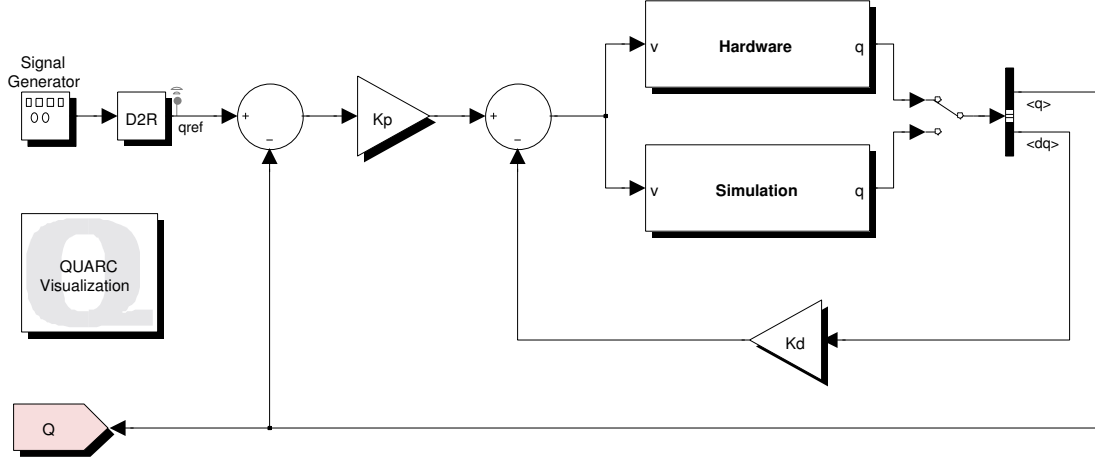 Signal
Generator
D2R
qref
+
−
Kp
+
−
v
Hardware
q
v
Simulation
q
<q>
<dq>
QUARC
Visualization
Kd
Q